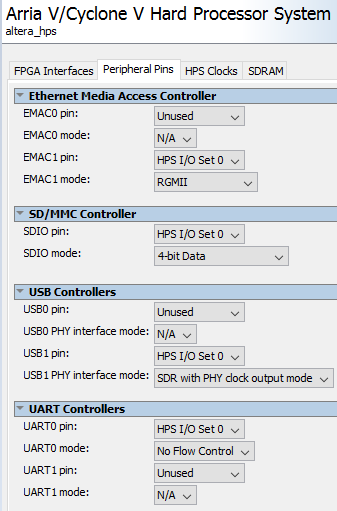 Arria V/Cyclone V Hard Processor System
altera_hps
FPGA Interfaces Peripheral Pins HPS Clocks SDRAM
Ethernet Media Access Controller
EMAC0 pin: Unused
EMAC0 mode: N/A
EMAC1 pin: HPS I/O Set 0
EMAC1 mode: RGMII
SD/MMC Controller
SDIO pin: HPS I/O Set 0
SDIO mode: 4-bit Data
USB Controllers
USB0 pin: Unused
USB0 PHY interface mode: N/A
USB1 pin: HPS I/O Set 0
USB1 PHY interface mode: SDR with PHY clock output mode
UART Controllers
UART0 pin: HPS I/O Set 0
UART0 mode: No Flow Control
UART1 pin: Unused
UART1 mode: N/A